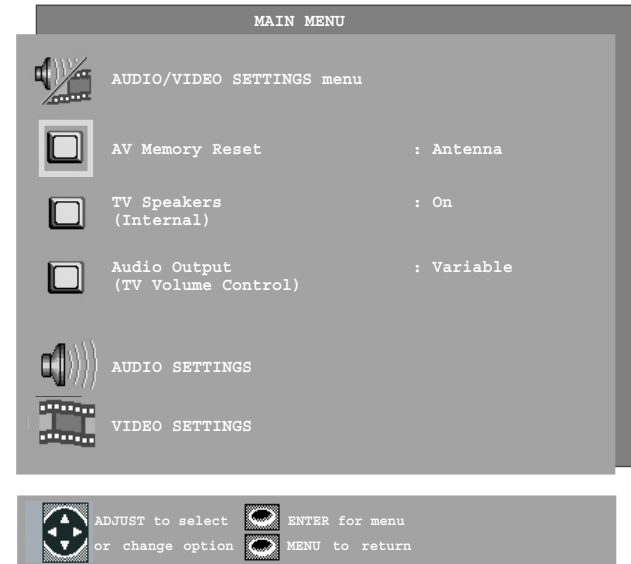 MAIN MENU
AUDIO/VIDEO SETTINGS menu
AV Memory Reset : Antenna
TV Speakers : On
(Internal)
Audio Output : Variable
(TV Volume Control)
AUDIO SETTINGS
VIDEO SETTINGS
ADJUST to select ENTER for menu
or change option MENU to return